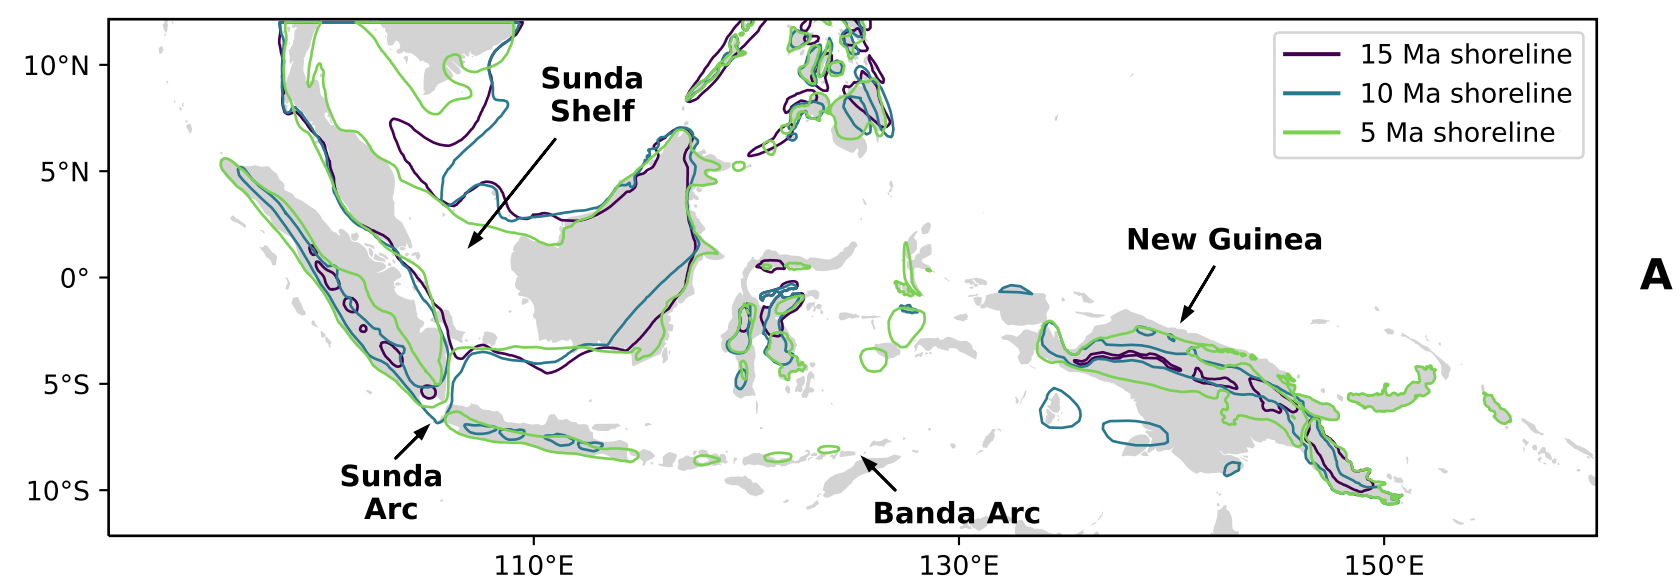 10°N
5°N
0°
5°S
10°S
110°E
130°E
150°E
15 Ma shoreline
10 Ma shoreline
5 Ma shoreline
Sunda
Shelf
New Guinea
Sunda
Arc
Banda Arc
A